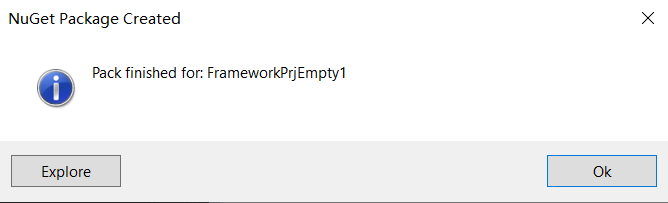 NuGet Package Created
Pack finished for: FrameworkPrjEmpty1
Explore
Ok